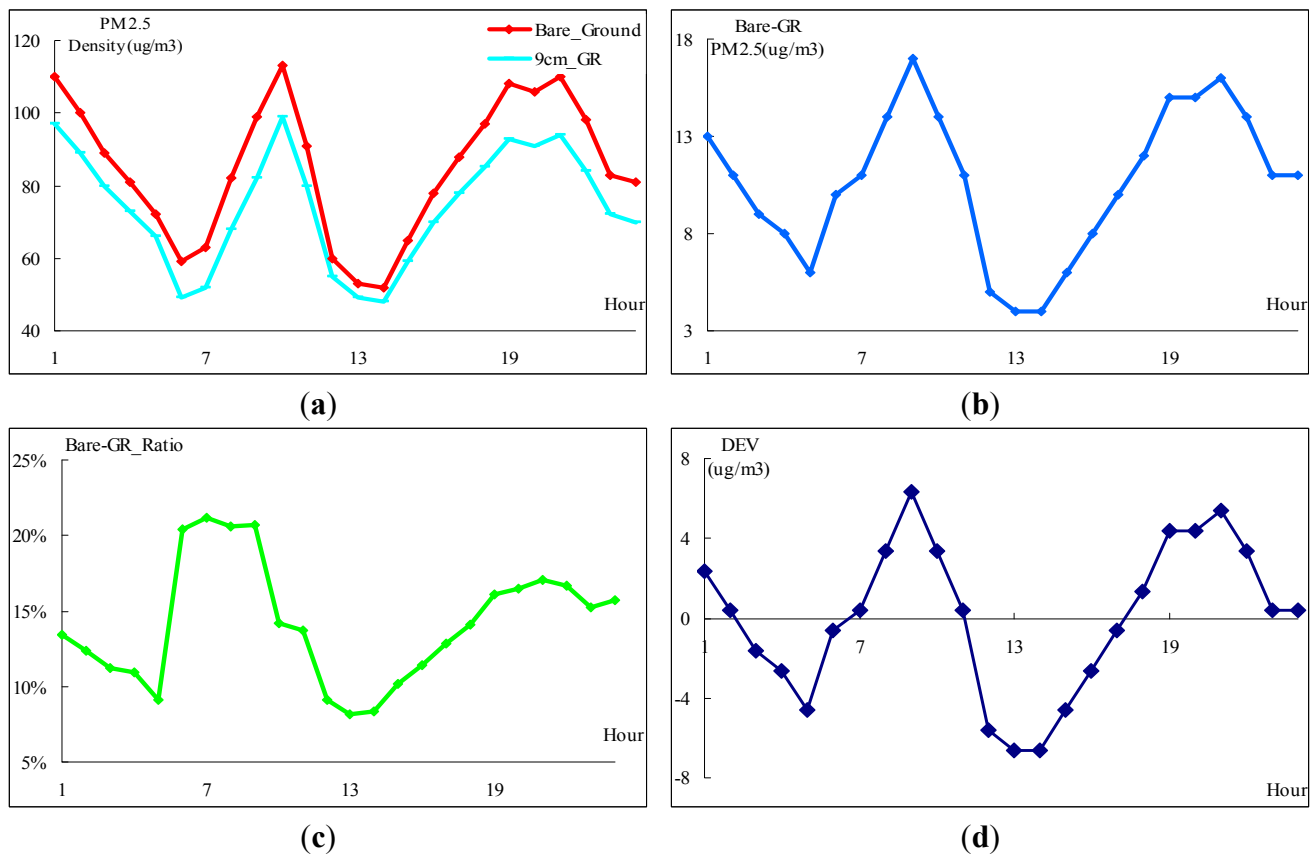 PM2.5
Density(ug/m3)
Bare_Ground
9cm_GR
120
100
80
60
40
Hour
1 7 13 19
(a)
Bare-GR
PM2.5(ug/m3)
18
13
8
3
Hour
1 7 13 19
(b)
Bare-GR_Ratio
25%
20%
15%
10%
5%
Hour
1 7 13 19
(c)
DEV
(ug/m3)
8
4
0
-4
-8
1 7 13 19
Hour
(d)